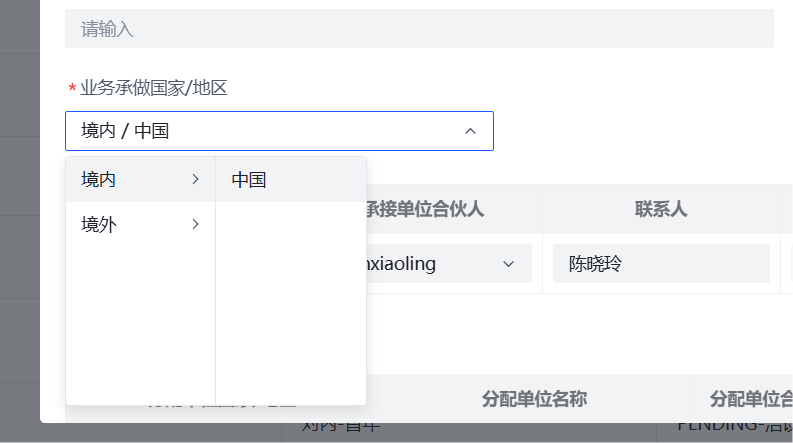 请输入
* 业务承做国家/地区
境内 / 中国
境内 中国
境外
承接单位合伙人 联系人
nxiaoling 陈晓玲
分配单位名称 分配单位合